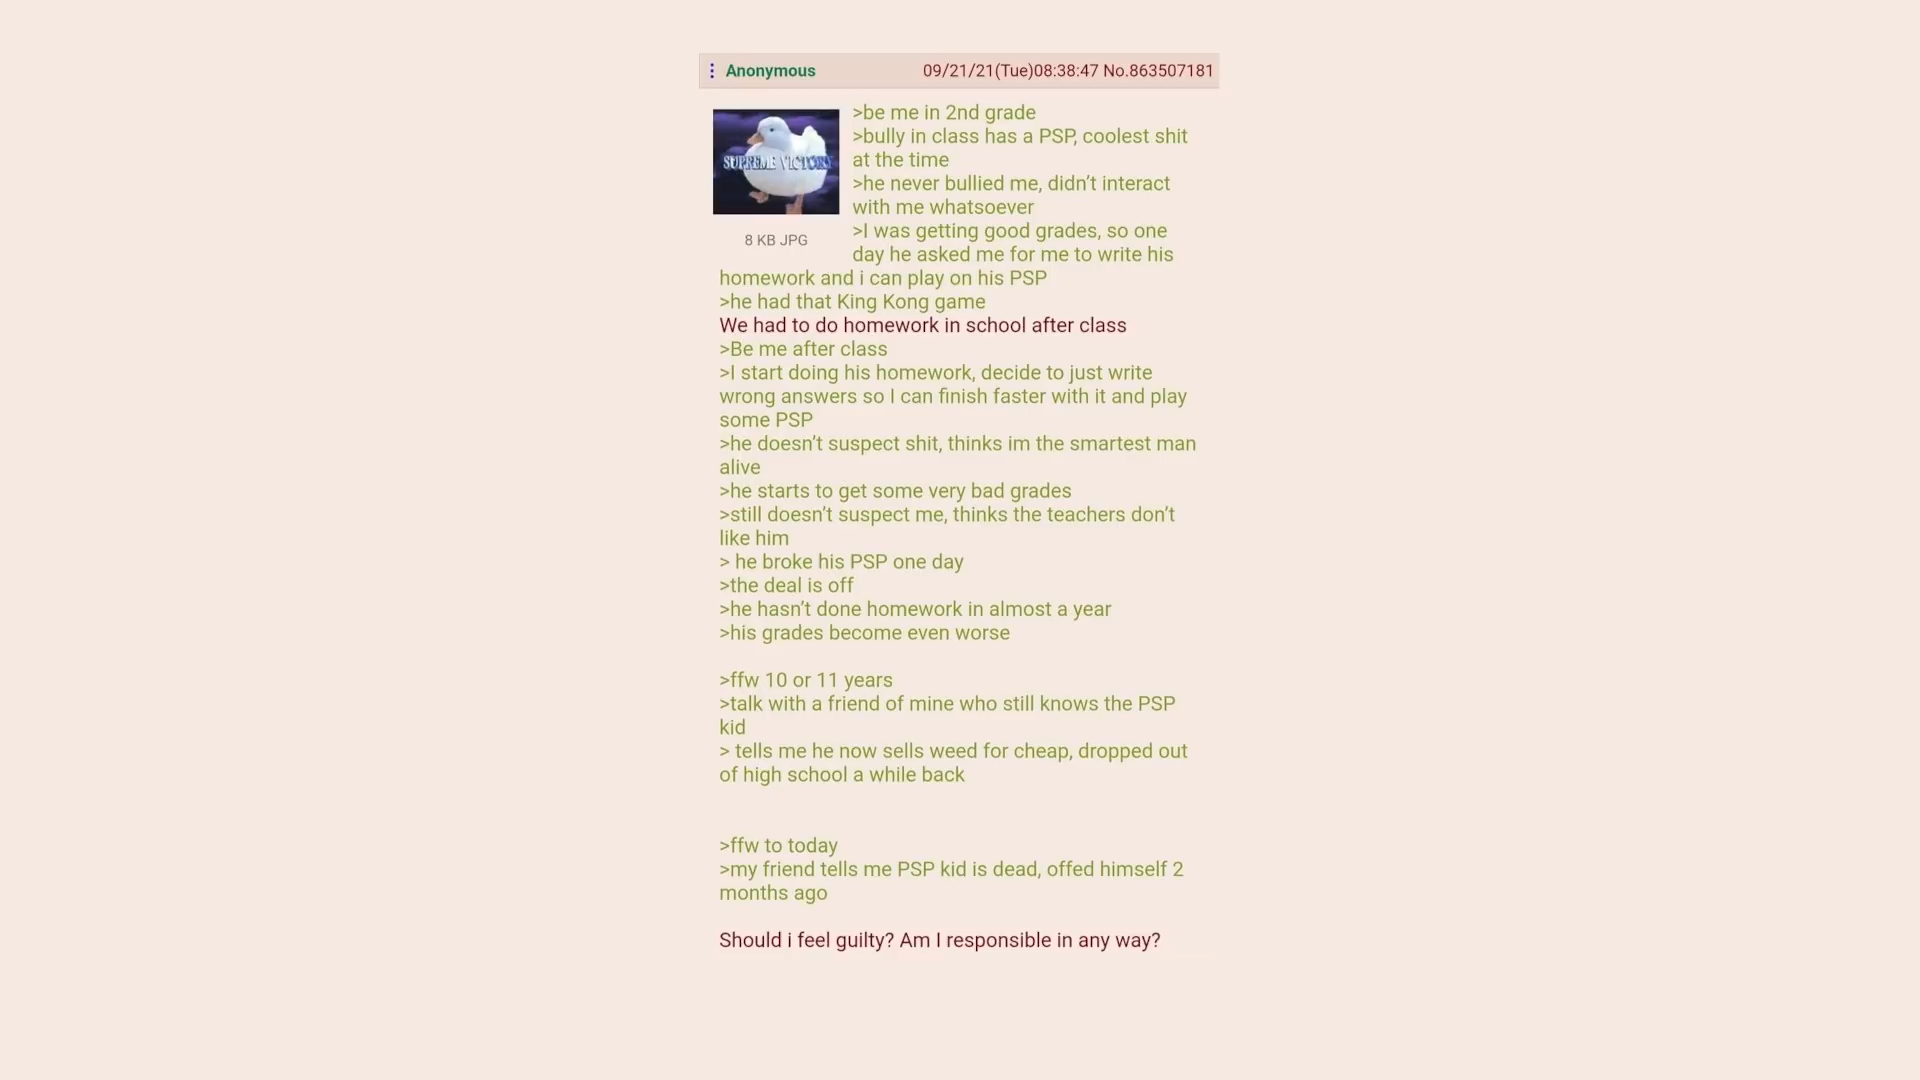 Anonymous 09/21/21(Tue)08:38:47 No.863507181
SUPREME VICTORY
8 KB JPG
>be me in 2nd grade
>bully in class has a PSP, coolest shit
at the time
>he never bullied me, didn’t interact
with me whatsoever
>I was getting good grades, so one
day he asked me for me to write his
homework and i can play on his PSP
>he had that King Kong game
We had to do homework in school after class
>Be me after class
>I start doing his homework, decide to just write
wrong answers so I can finish faster with it and play
some PSP
>he doesn’t suspect shit, thinks im the smartest man
alive
>he starts to get some very bad grades
>still doesn’t suspect me, thinks the teachers don’t
like him
> he broke his PSP one day
>the deal is off
>he hasn’t done homework in almost a year
>his grades become even worse
>ffw 10 or 11 years
>talk with a friend of mine who still knows the PSP
kid
> tells me he now sells weed for cheap, dropped out
of high school a while back
>ffw to today
>my friend tells me PSP kid is dead, offed himself 2
months ago
Should i feel guilty? Am I responsible in any way?